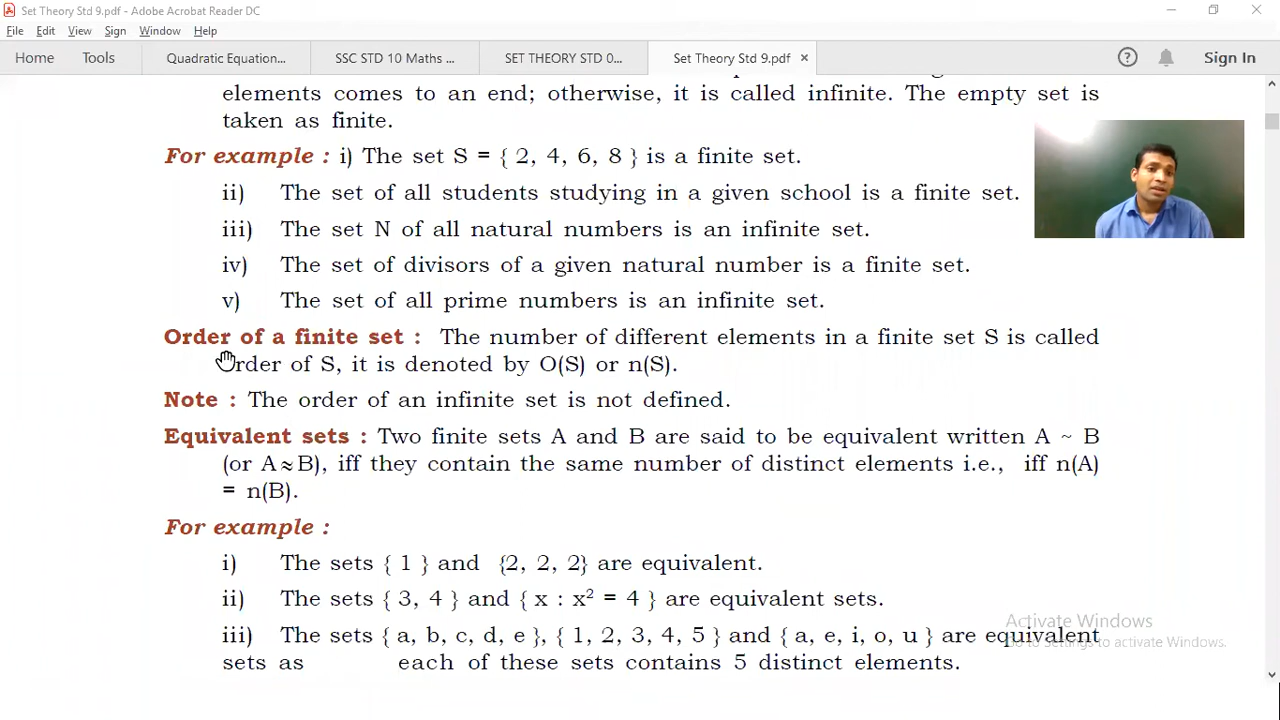 Set Theory Std 9.pdf - Adobe Acrobat Reader DC
File Edit View Sign Window Help
Home Tools Quadratic Equation... SSC STD 10 Maths ... SET THEORY STD 0... Set Theory Std 9.pdf × Sign In
elements comes to an end; otherwise, it is called infinite. The empty set is
taken as finite.
For example : i) The set S = { 2, 4, 6, 8 } is a finite set.
ii) The set of all students studying in a given school is a finite set.
iii) The set N of all natural numbers is an infinite set.
iv) The set of divisors of a given natural number is a finite set.
v) The set of all prime numbers is an infinite set.
Order of a finite set : The number of different elements in a finite set S is called
order of S, it is denoted by O(S) or n(S).
Note : The order of an infinite set is not defined.
Equivalent sets : Two finite sets A and B are said to be equivalent written A ~ B
(or A ≈ B), iff they contain the same number of distinct elements i.e., iff n(A)
= n(B).
For example :
i) The sets { 1 } and {2, 2, 2} are equivalent.
ii) The sets { 3, 4 } and { x : x² = 4 } are equivalent sets.
iii) The sets { a, b, c, d, e }, { 1, 2, 3, 4, 5 } and { a, e, i, o, u } are equivalent
sets as each of these sets contains 5 distinct elements.
Activate Windows
Go to Settings to activate Windows.